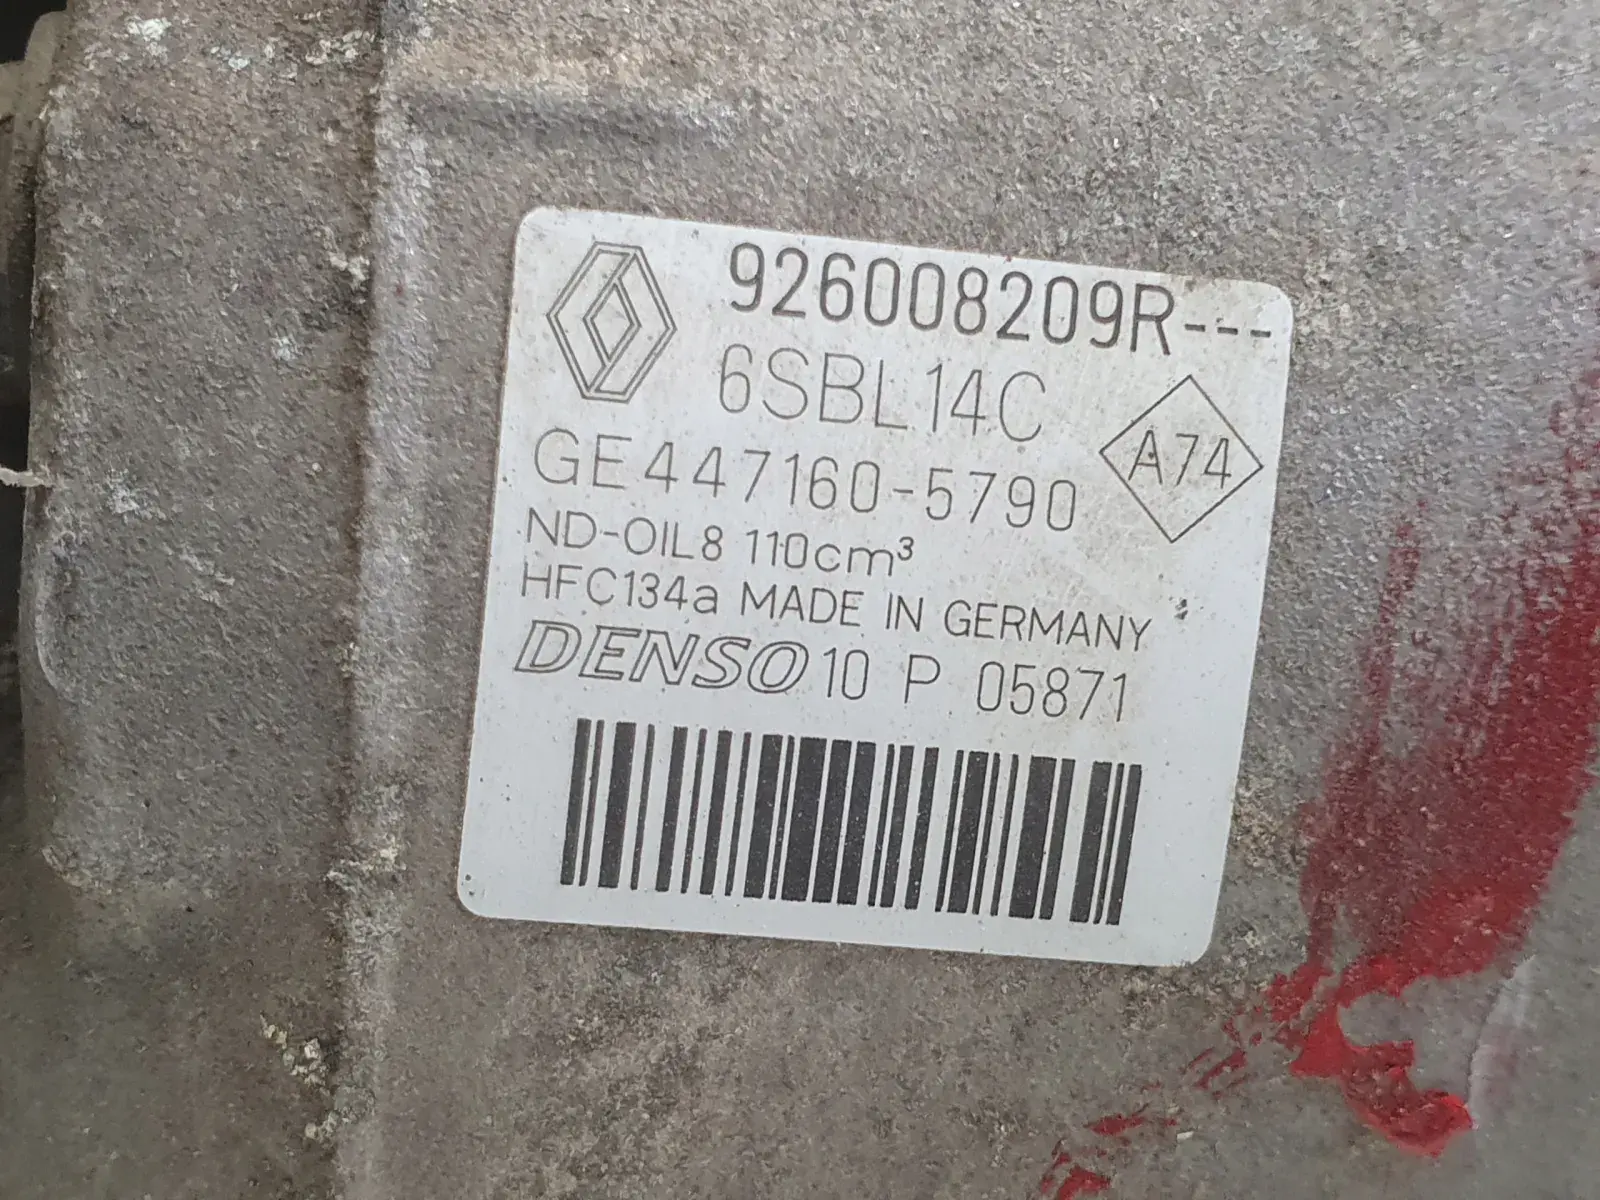 926008209R---
6SBL14C
A74
GE447160-5790
ND-OIL8 110cm³
HFC134a MADE IN GERMANY
DENSO 10 P 05871